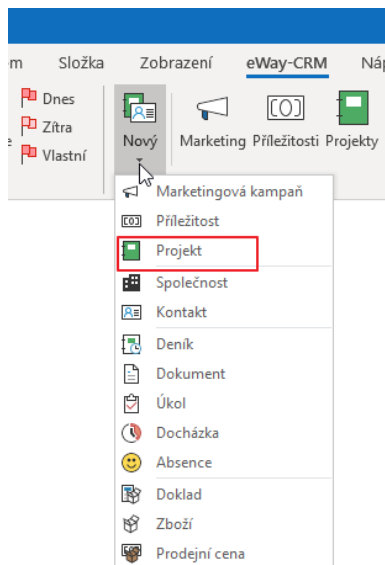 Složka Zobrazení eWay-CRM
Dnes
Zítra
Vlastní
Nový Marketing Příležitosti Projekty
Marketingová kampaň
Příležitost
Projekt
Společnost
Kontakt
Deník
Dokument
Úkol
Docházka
Absence
Doklad
Zboží
Prodejní cena